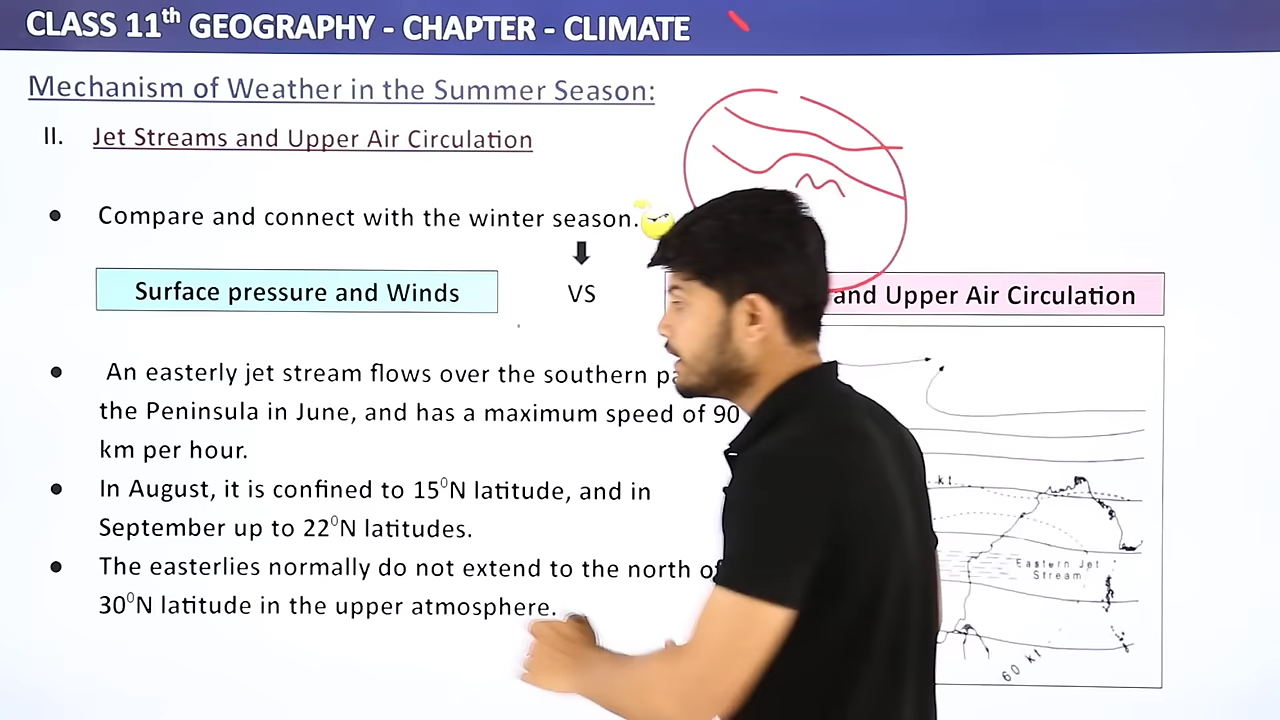 CLASS 11th GEOGRAPHY - CHAPTER - CLIMATE
Mechanism of Weather in the Summer Season:
II. Jet Streams and Upper Air Circulation
● Compare and connect with the winter season.
Surface pressure and Winds
VS
and Upper Air Circulation
● An easterly jet stream flows over the southern
the Peninsula in June, and has a maximum speed of 90
km per hour.
● In August, it is confined to 15⁰N latitude, and in
September up to 22⁰N latitudes.
● The easterlies normally do not extend to the north of
30⁰N latitude in the upper atmosphere.
kt
Eastern Jet
Stream
60 kt